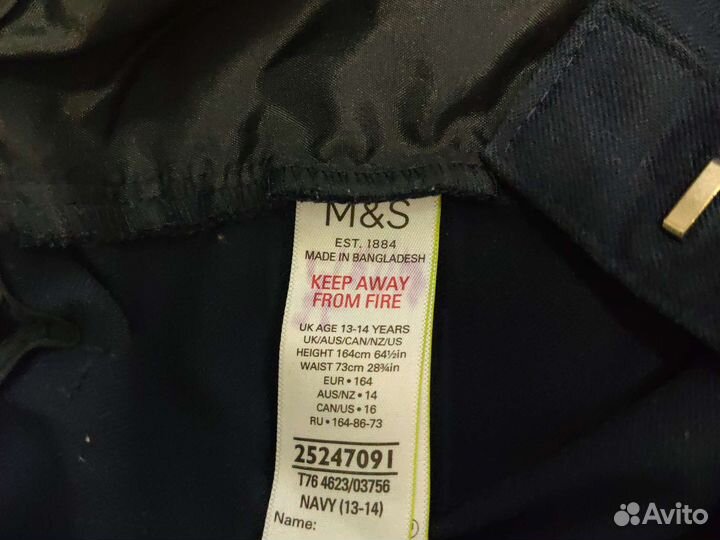 M&S
EST. 1884
MADE IN BANGLADESH
KEEP AWAY
FROM FIRE
UK AGE 13-14 YEARS
UK/AUS/CAN/NZ/US
HEIGHT 164cm 64½in
WAIST 73cm 28¾in
EUR • 164
AUS/NZ • 14
CAN/US • 16
RU • 164-86-73
25247091
T76 4623/03756
NAVY (13-14)
Name:
Avito